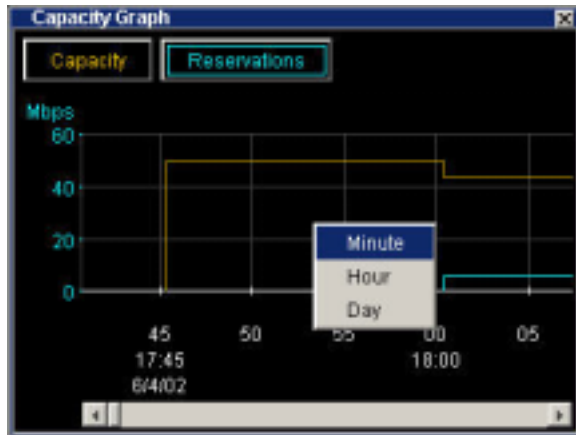 Capacity Graph
Capacity Reservations
Mbps
60
40
20
0
Minute
Hour
Day
45 50 55 00 05
17:45 18:00
6/4/02